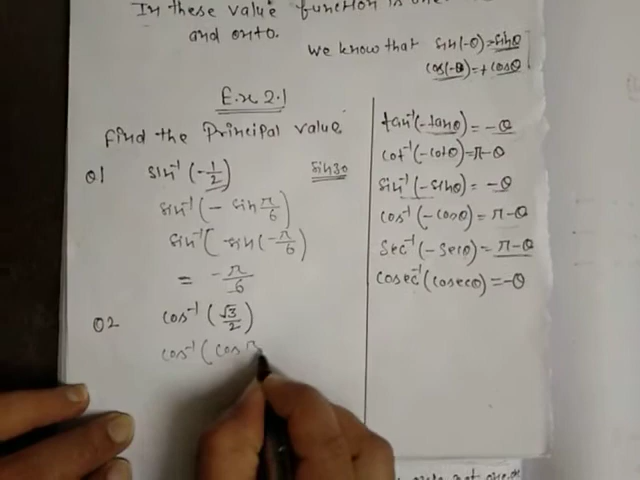 In these value function is one
and onto.
we know that sin(-θ)=sinθ
cos(-θ)=+cosθ
Ex 2.1
Find the Principal value
Q1 sin⁻¹(-1/2) sin30
sin⁻¹(-sin π/6)
sin⁻¹(-sin(-π/6)
= -π/6
Q2 cos⁻¹(√3/2)
cos⁻¹(cos
tan⁻¹(-tanθ)=-θ
cot⁻¹(-cotθ)=π-θ
sin⁻¹(-sinθ)=-θ
cos⁻¹(-cosθ)=π-θ
sec⁻¹(-secθ)=π-θ
cosec⁻¹(cosecθ)=-θ